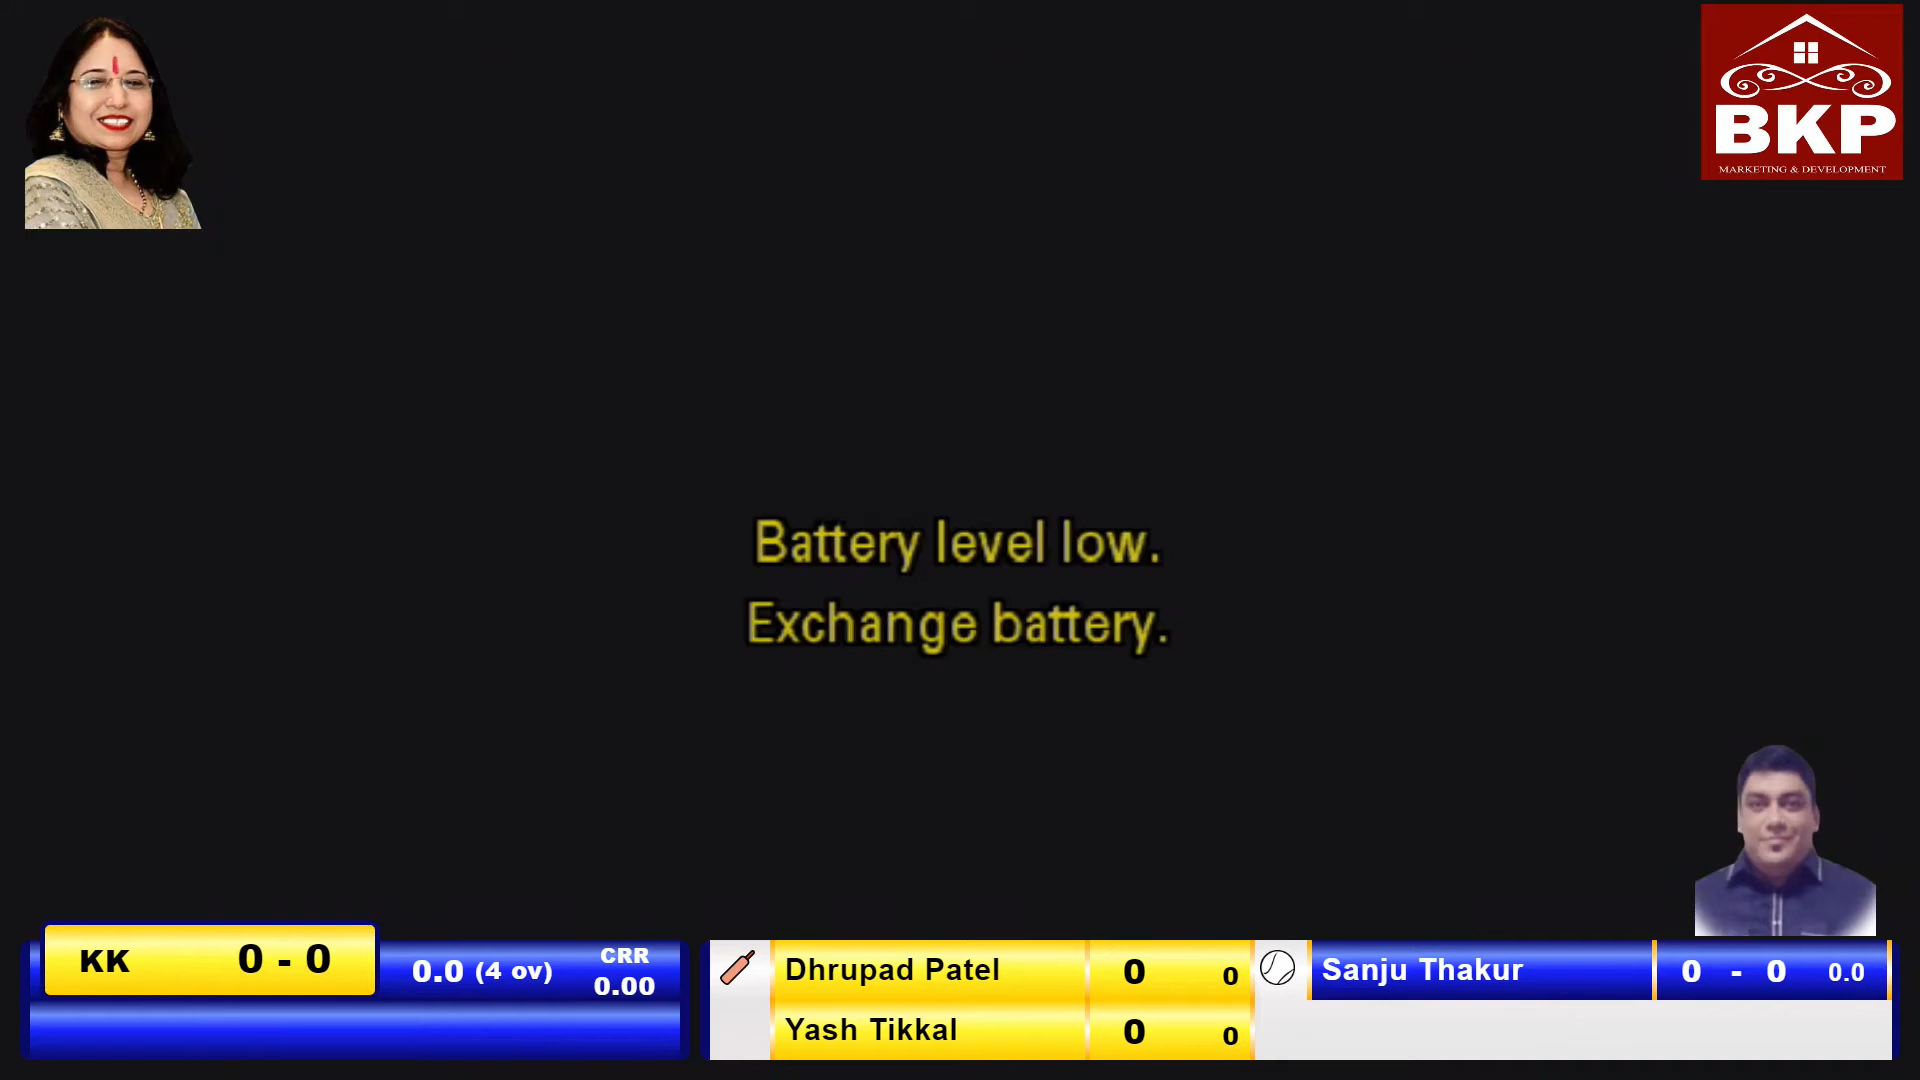 BKP
MARKETING & DEVELOPMENT
Battery level low.
Exchange battery.
KK 0 - 0 0.0 (4 ov) CRR 0.00
Dhrupad Patel 0 0 Sanju Thakur 0 - 0 0.0
Yash Tikkal 0 0